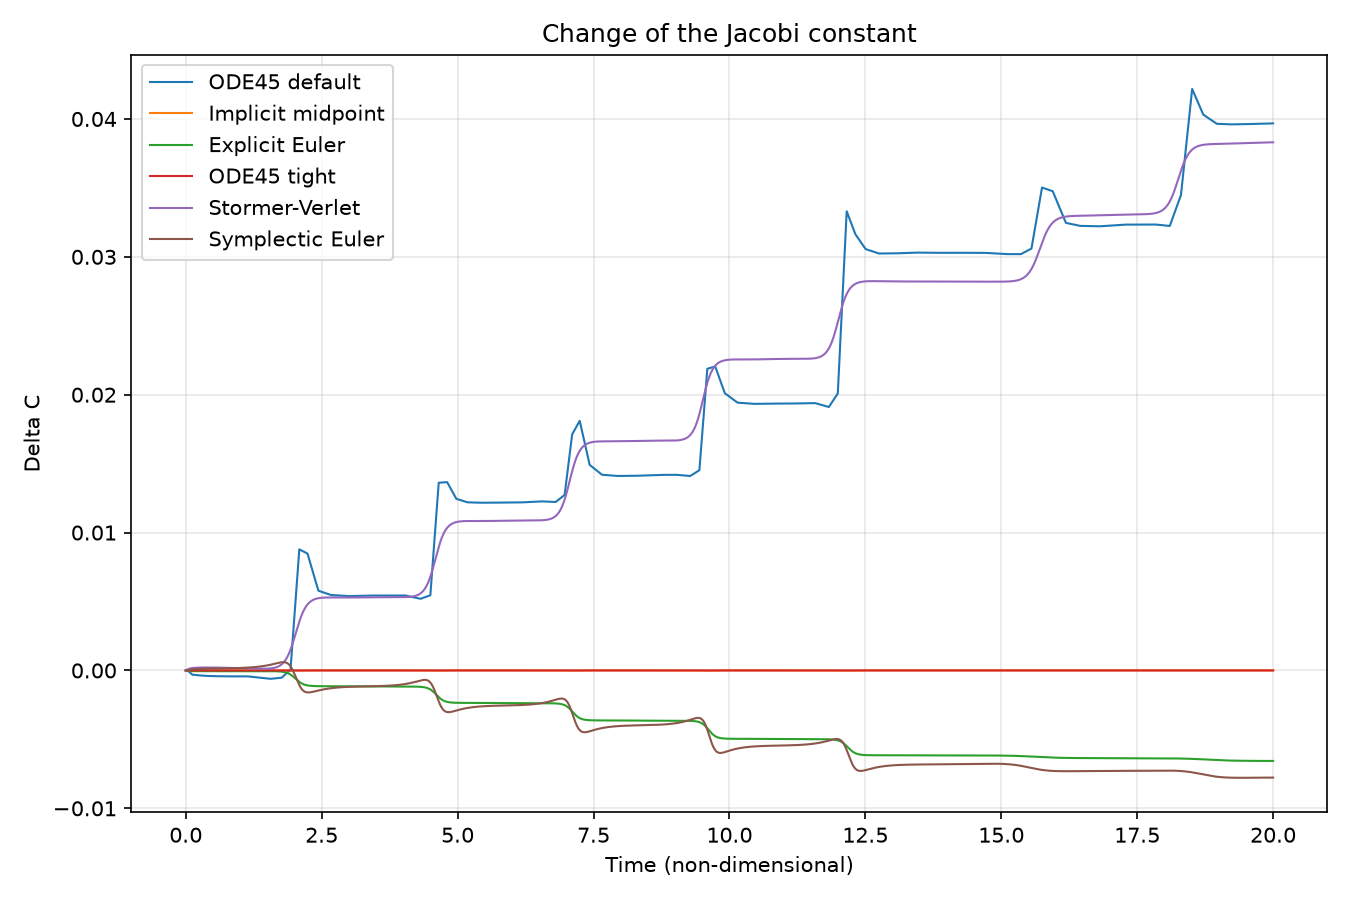 Change of the Jacobi constant
ODE45 default
Implicit midpoint
Explicit Euler
ODE45 tight
Stormer-Verlet
Symplectic Euler
Delta C
0.04
0.03
0.02
0.01
0.00
−0.01
0.0 2.5 5.0 7.5 10.0 12.5 15.0 17.5 20.0
Time (non-dimensional)